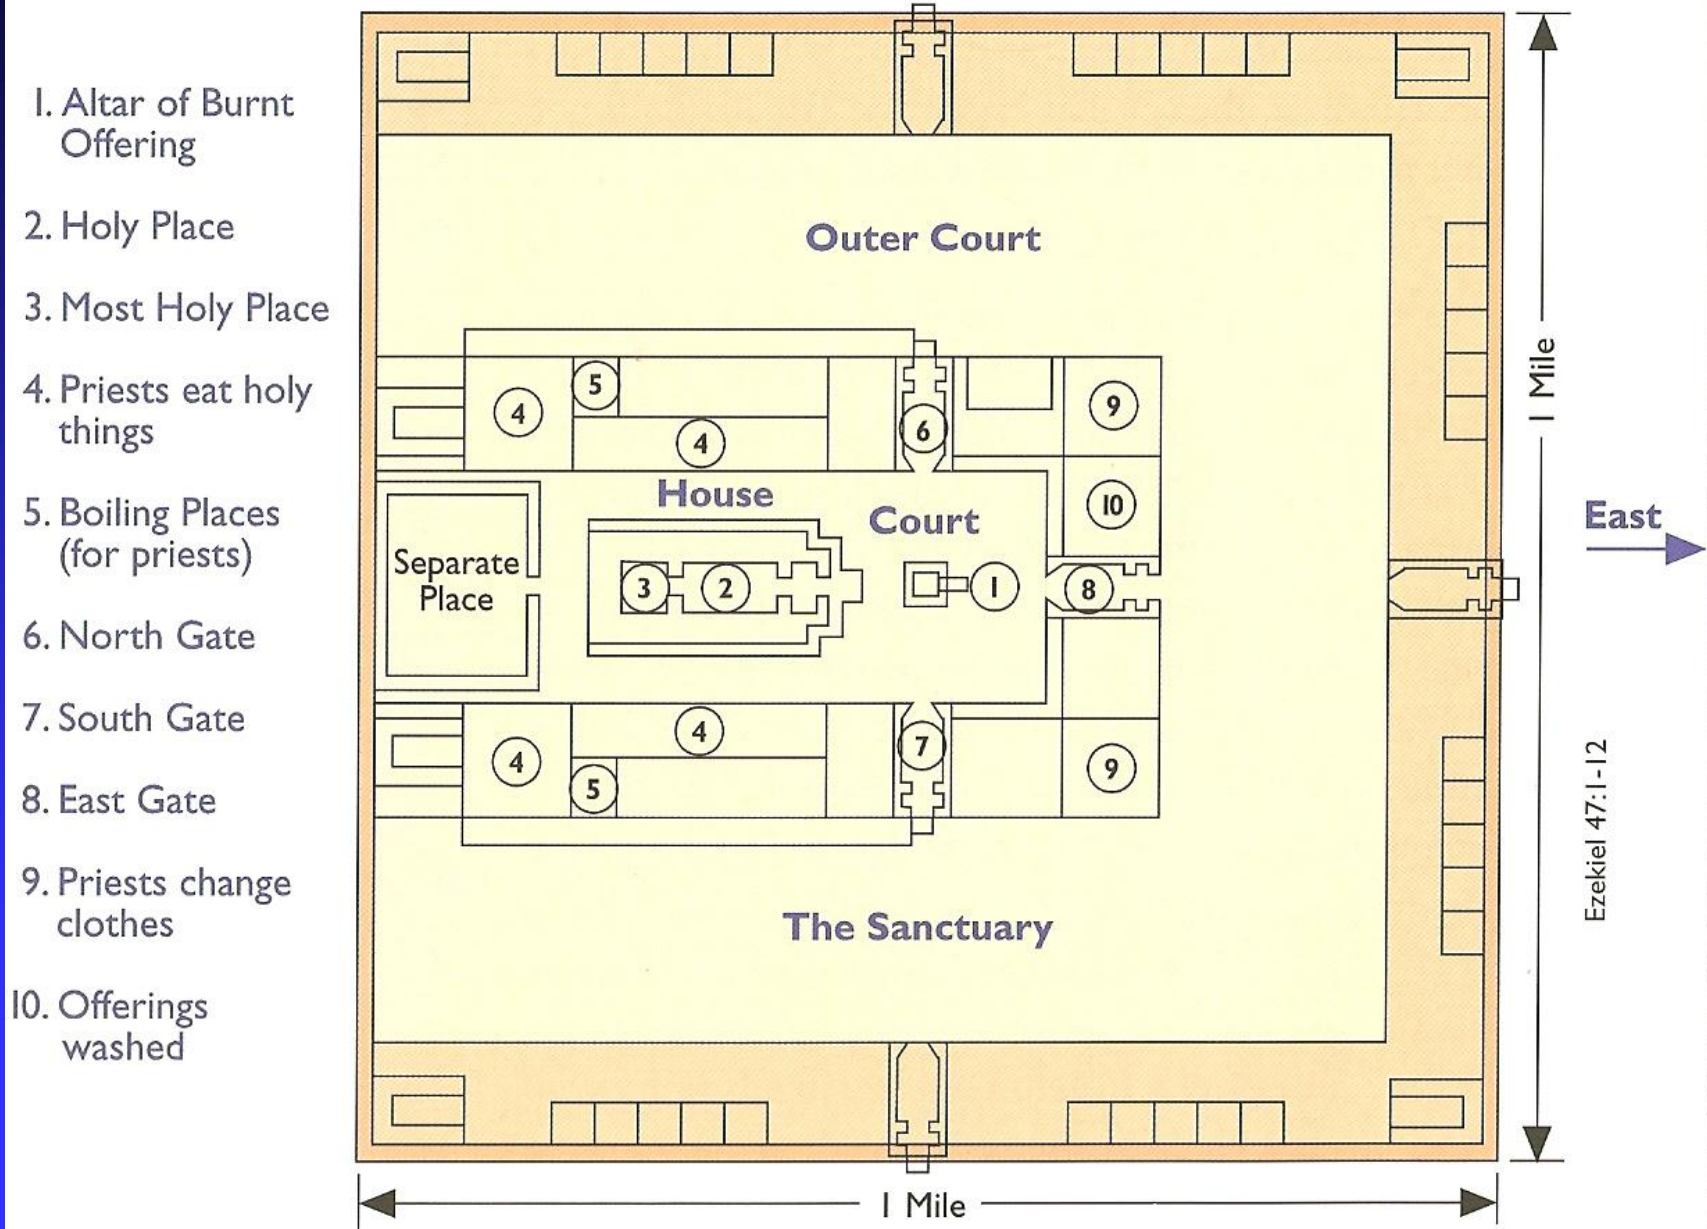 1. Altar of Burnt
Offering
2. Holy Place
3. Most Holy Place
4. Priests eat holy
things
5. Boiling Places
(for priests)
6. North Gate
7. South Gate
8. East Gate
9. Priests change
clothes
10. Offerings
washed
Outer Court
5
4
4
6
9
House
Court
10
Separate
Place
3
2
1
8
4
4
5
7
9
The Sanctuary
1 Mile
1 Mile
East
Ezekiel 47:1-12